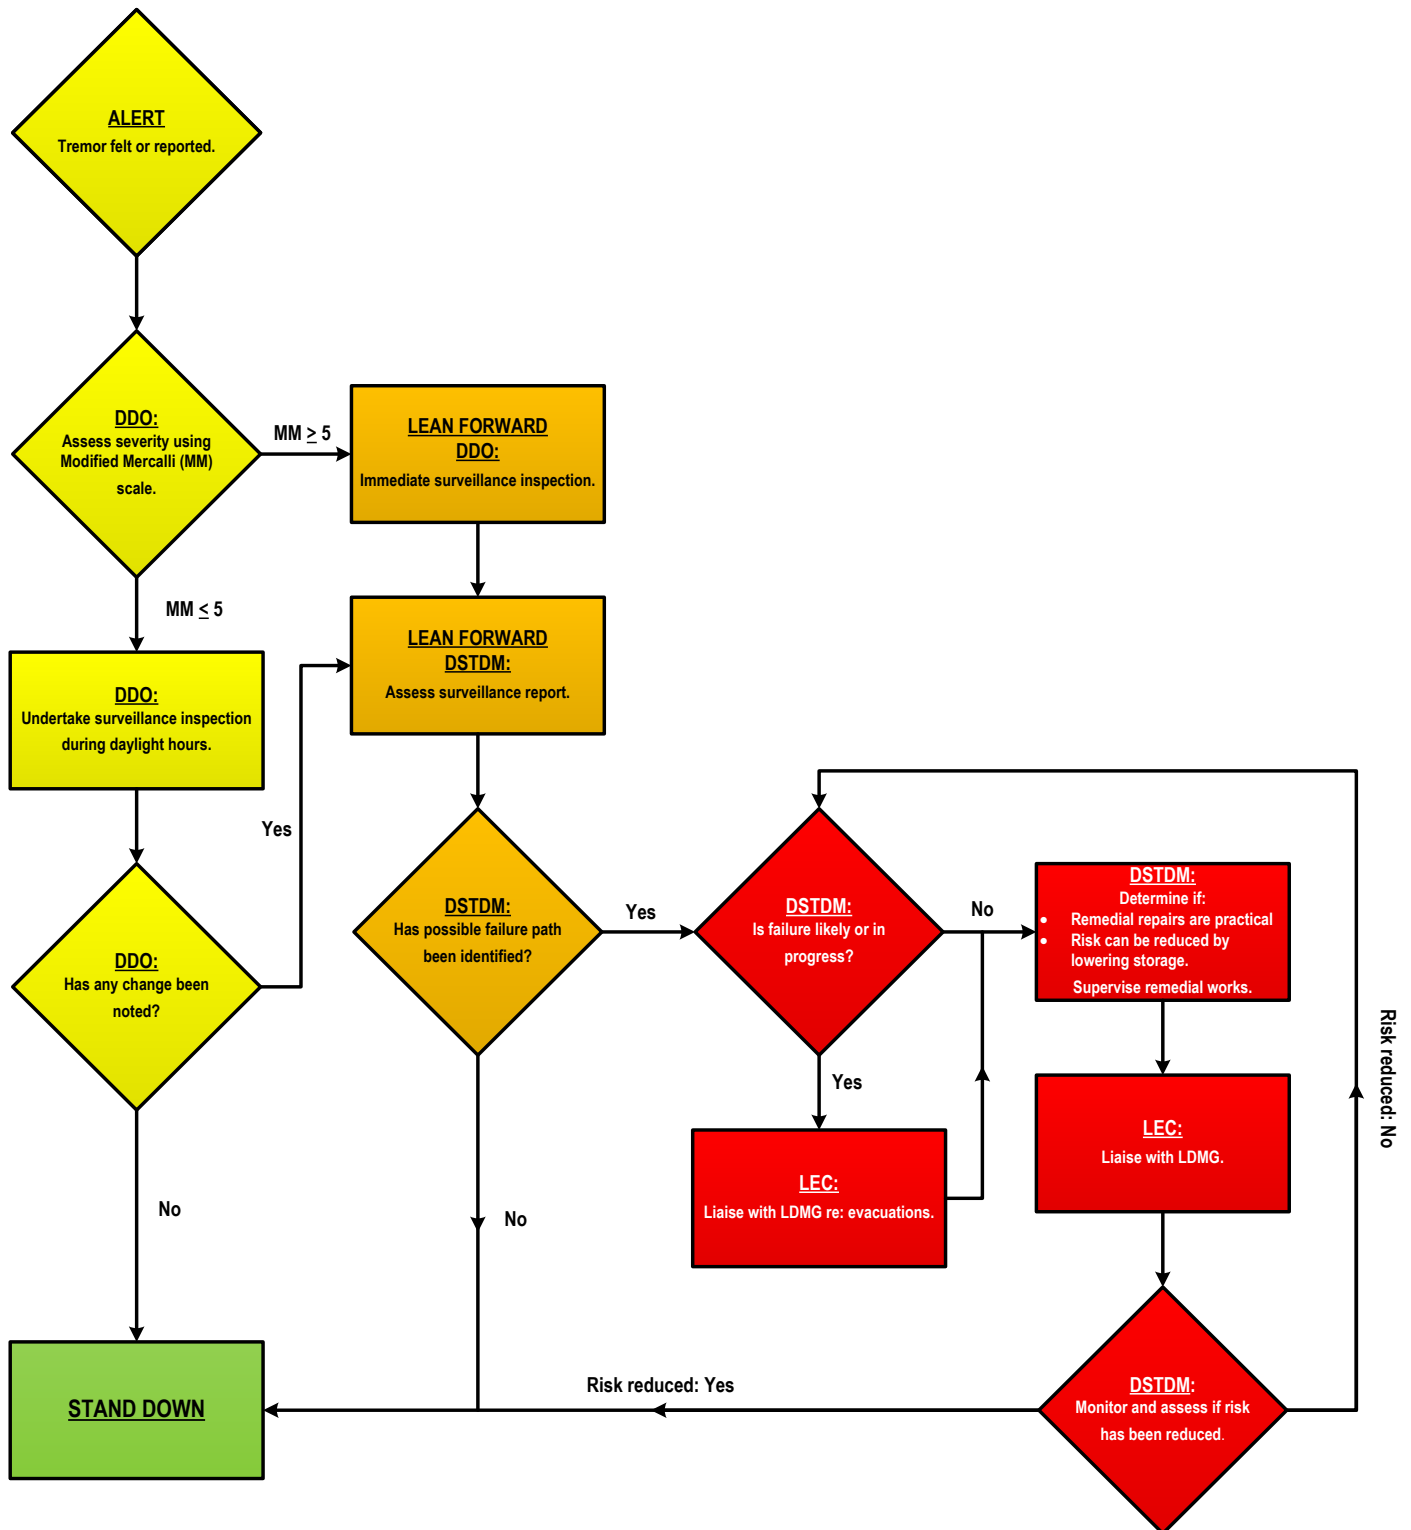 ALERT
Tremor felt or reported.
DDO:
Assess severity using
Modified Mercalli (MM)
scale.
MM ≥ 5
LEAN FORWARD
DDO:
Immediate surveillance inspection.
MM ≤ 5
LEAN FORWARD
DSTDM:
Assess surveillance report.
DDO:
Undertake surveillance inspection
during daylight hours.
Yes
DDO:
Has any change been
noted?
No
DSTDM:
Has possible failure path
been identified?
Yes
No
DSTDM:
Is failure likely or in
progress?
No
Yes
LEC:
Liaise with LDMG re: evacuations.
DSTDM:
Determine if:
• Remedial repairs are practical
• Risk can be reduced by
lowering storage.
Supervise remedial works.
LEC:
Liaise with LDMG.
Risk reduced: No
DSTDM:
Monitor and assess if risk
has been reduced.
Risk reduced: Yes
STAND DOWN